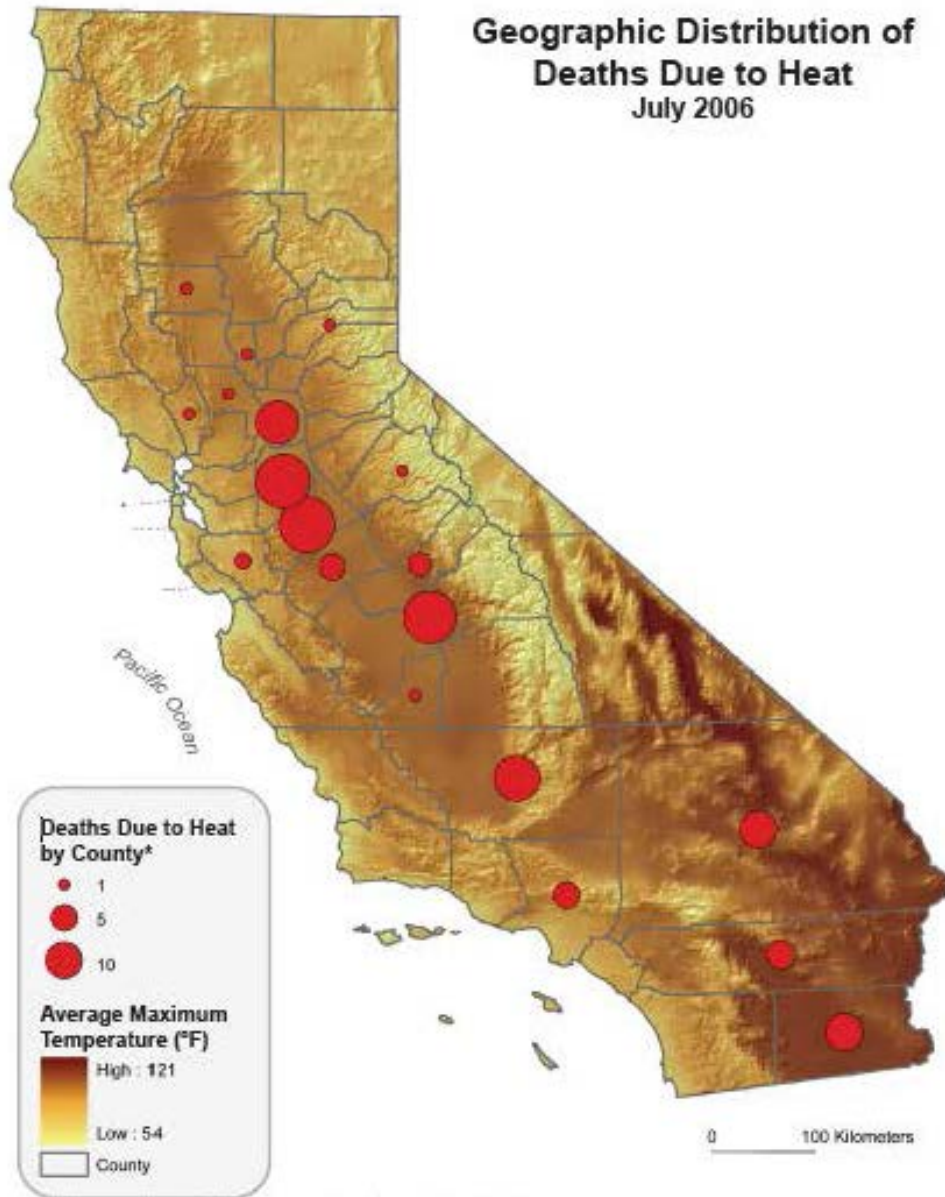 Geographic Distribution of
Deaths Due to Heat
July 2006
Pacific Ocean
Deaths Due to Heat
by County*
1
5
10
Average Maximum
Temperature (°F)
High : 121
Low : 54
County
0 100 Kilometers